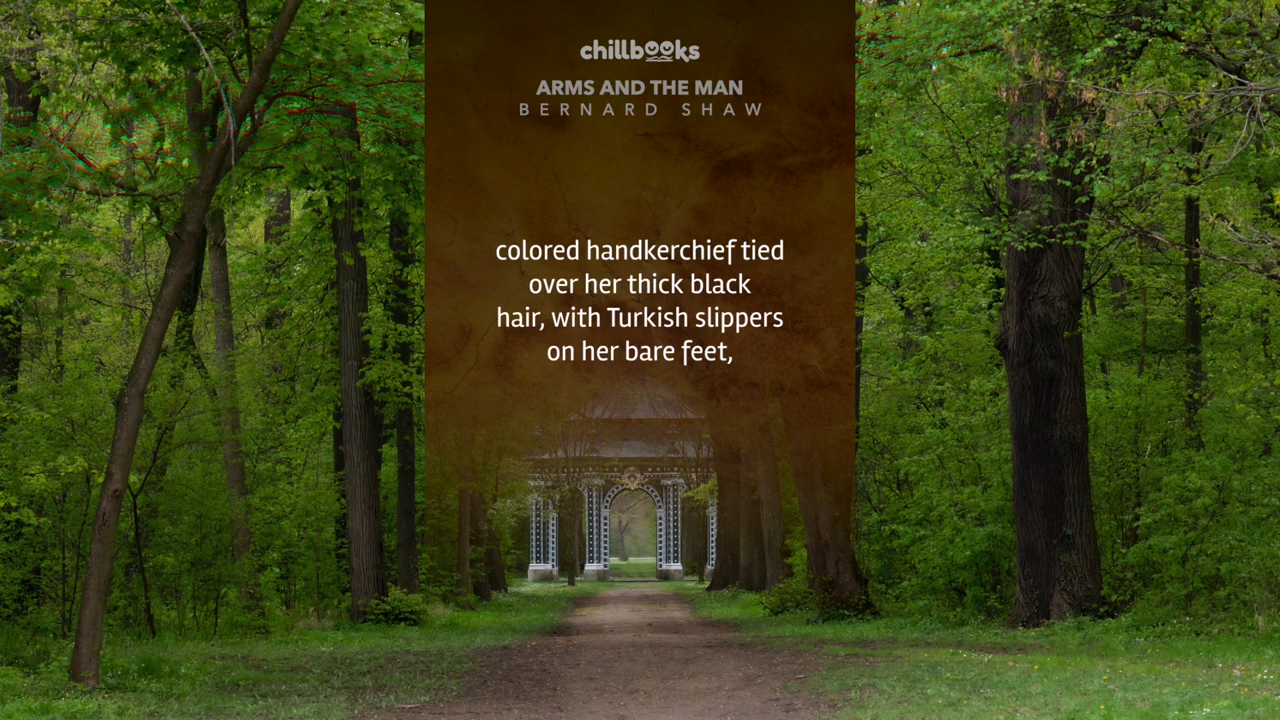 chillbooks
ARMS AND THE MAN
BERNARD SHAW
colored handkerchief tied
over her thick black
hair, with Turkish slippers
on her bare feet,